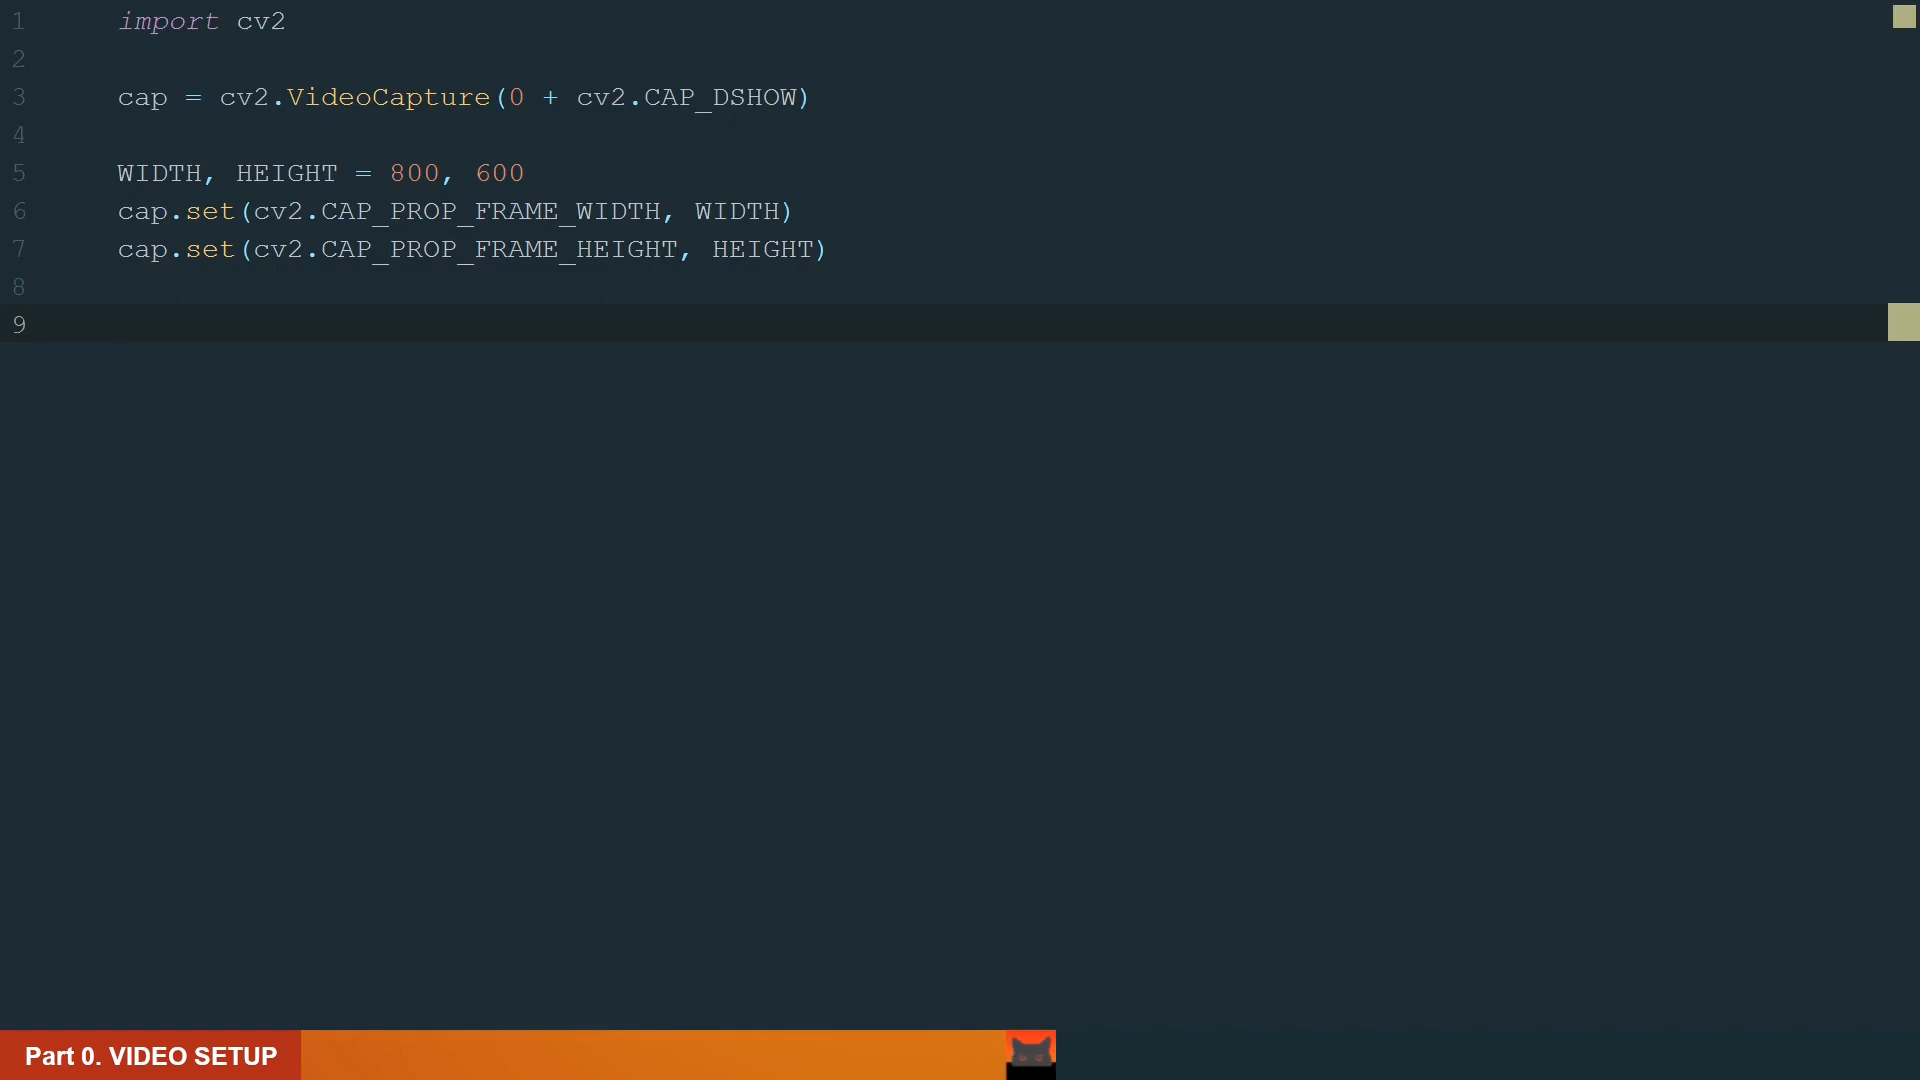 1 import cv2
2
3 cap = cv2.VideoCapture(0 + cv2.CAP_DSHOW)
4
5 WIDTH, HEIGHT = 800, 600
6 cap.set(cv2.CAP_PROP_FRAME_WIDTH, WIDTH)
7 cap.set(cv2.CAP_PROP_FRAME_HEIGHT, HEIGHT)
8
9
Part 0. VIDEO SETUP